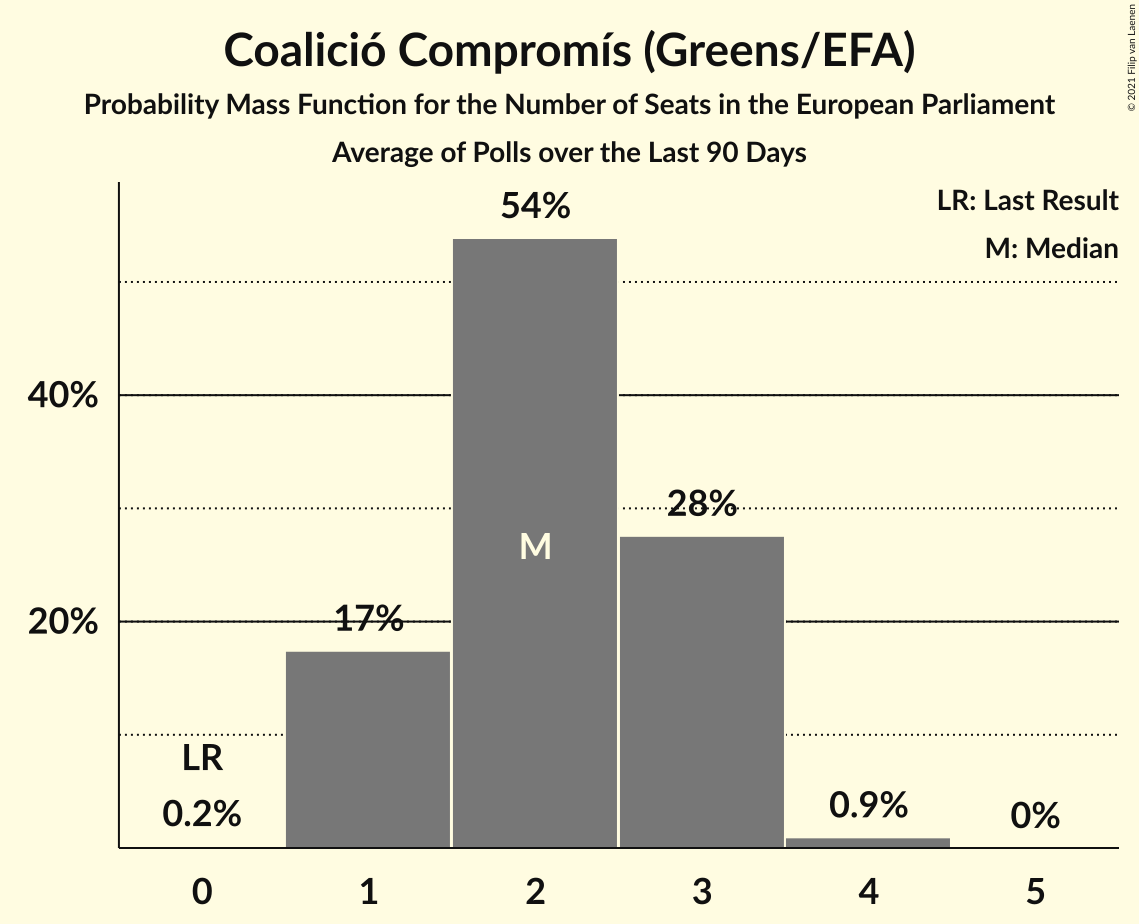 Coalició Compromís (Greens/EFA)
Probability Mass Function for the Number of Seats in the European Parliament
Average of Polls over the Last 90 Days
© 2021 Filip van Laenen
LR: Last Result
M: Median
54%
40%
28%
M
20%
17%
LR
0.2%
0.9%
0%
0 1 2 3 4 5